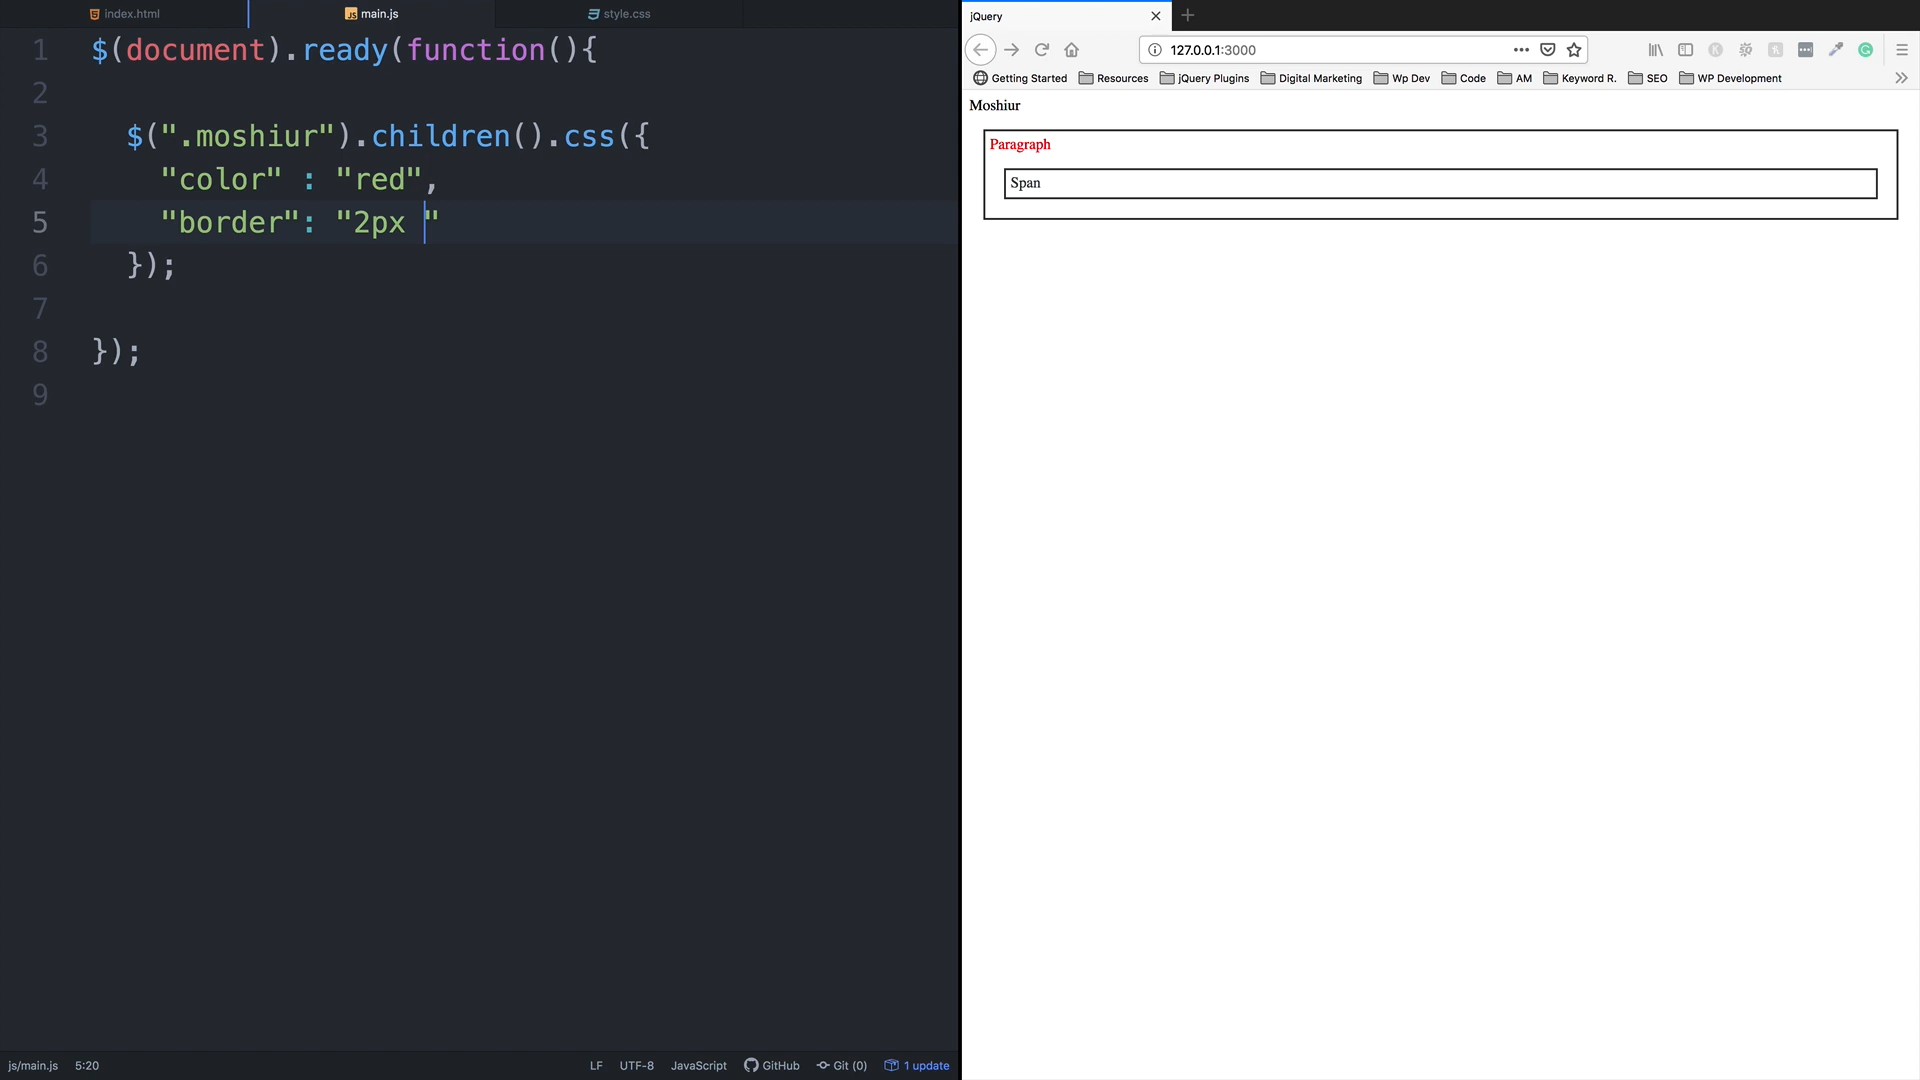 index.html
main.js
style.css
1 $(document).ready(function(){
2
3 $(".moshiur").children().css({
4 "color" : "red",
5 "border": "2px "
6 });
7
8 });
9
js/main.js 5:20 LF UTF-8 JavaScript GitHub Git (0) 1 update
jQuery
127.0.0.1:3000
Getting Started Resources jQuery Plugins Digital Marketing Wp Dev Code AM Keyword R. SEO WP Development
Moshiur
Paragraph
Span